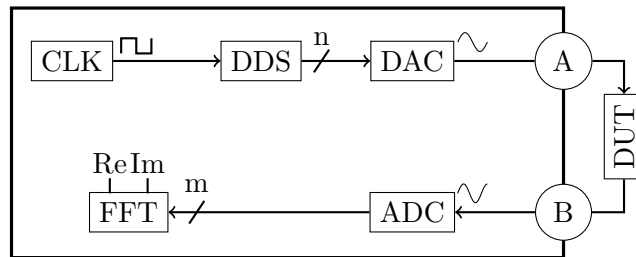 n
CLK DDS DAC A
DUT
Re Im
m
FFT ADC B